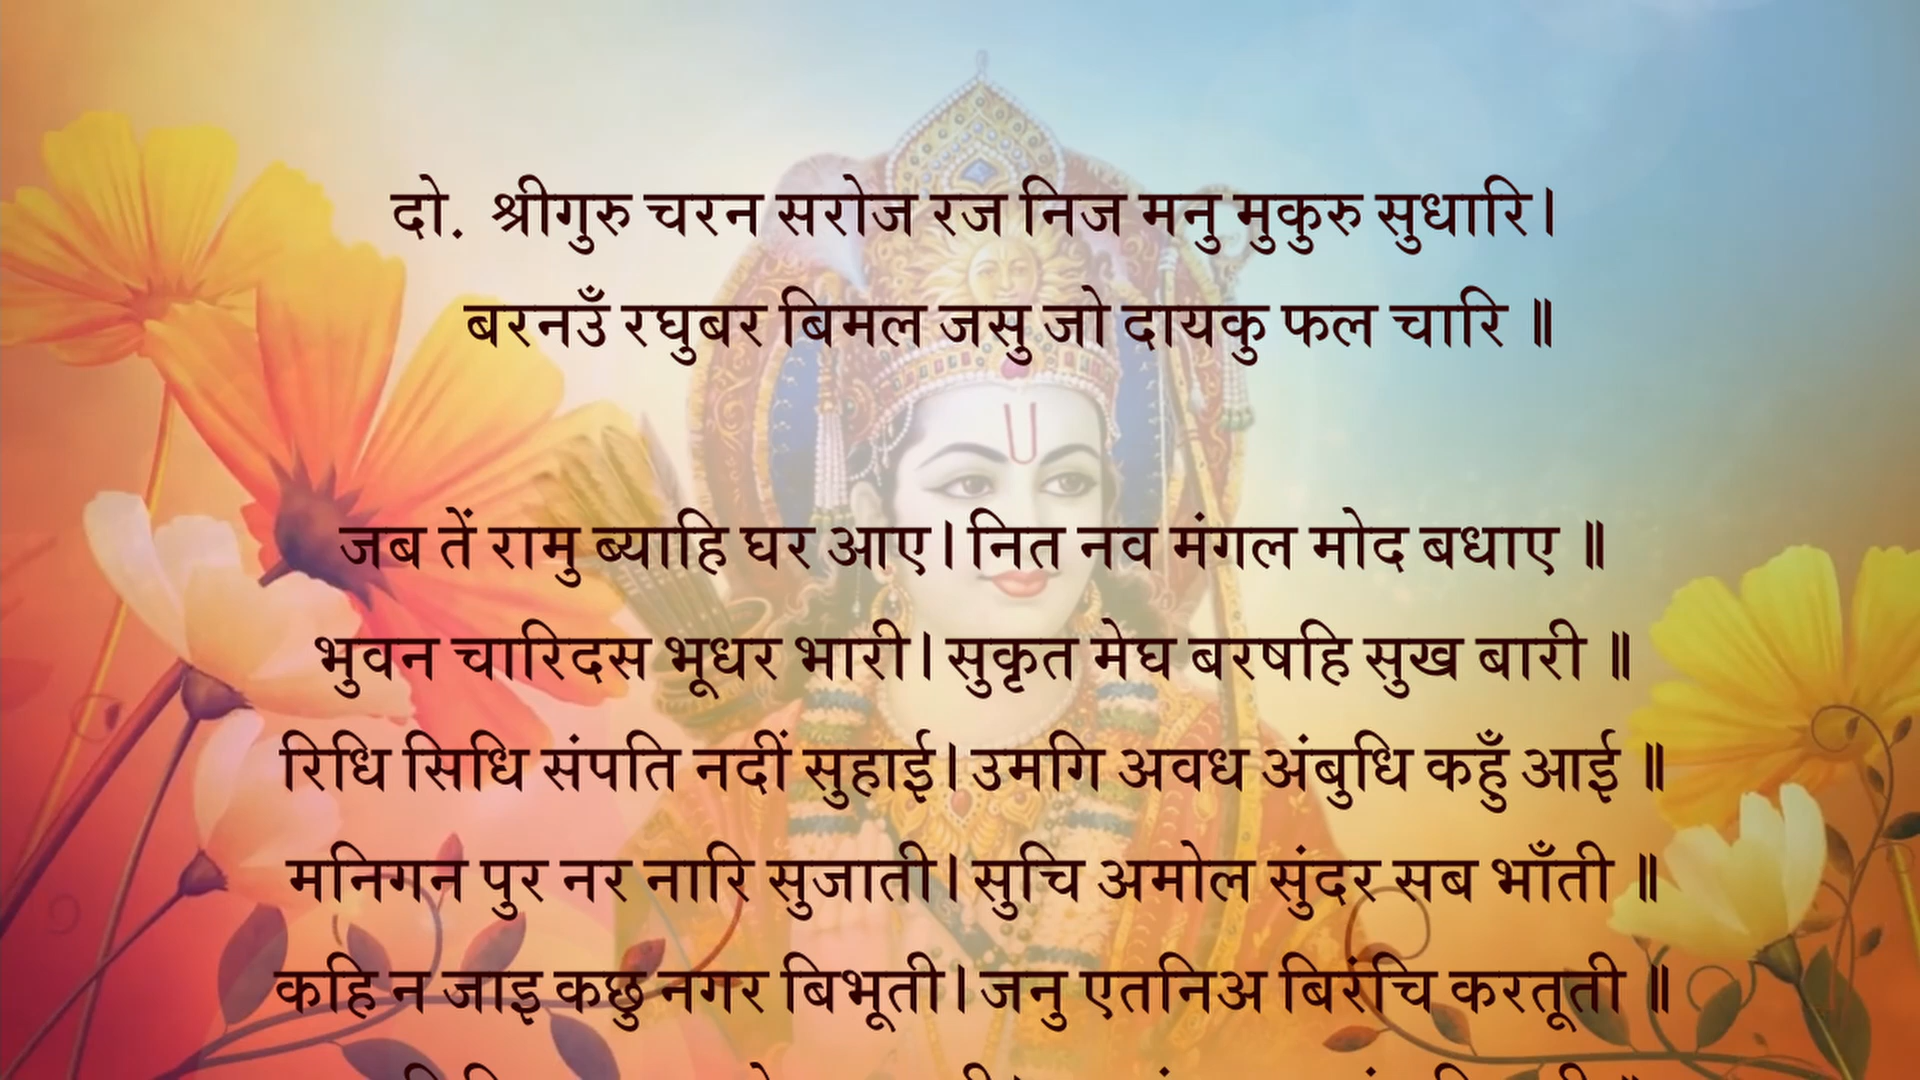 दो. श्रीगुरु चरन सरोज रज निज मनु मुकुरु सुधारि।
बरनउँ रघुबर बिमल जसु जो दायकु फल चारि ॥
जब तें रामु ब्याहि घर आए। नित नव मंगल मोद बधाए ॥
भुवन चारिदस भूधर भारी। सुकृत मेघ बरषहि सुख बारी ॥
रिधि सिधि संपति नदीं सुहाई। उमगि अवध अंबुधि कहुँ आई ॥
मनिगन पुर नर नारि सुजाती। सुचि अमोल सुंदर सब भाँती ॥
कहि न जाइ कछु नगर बिभूती। जनु एतनिअ बिरंचि करतूती ॥